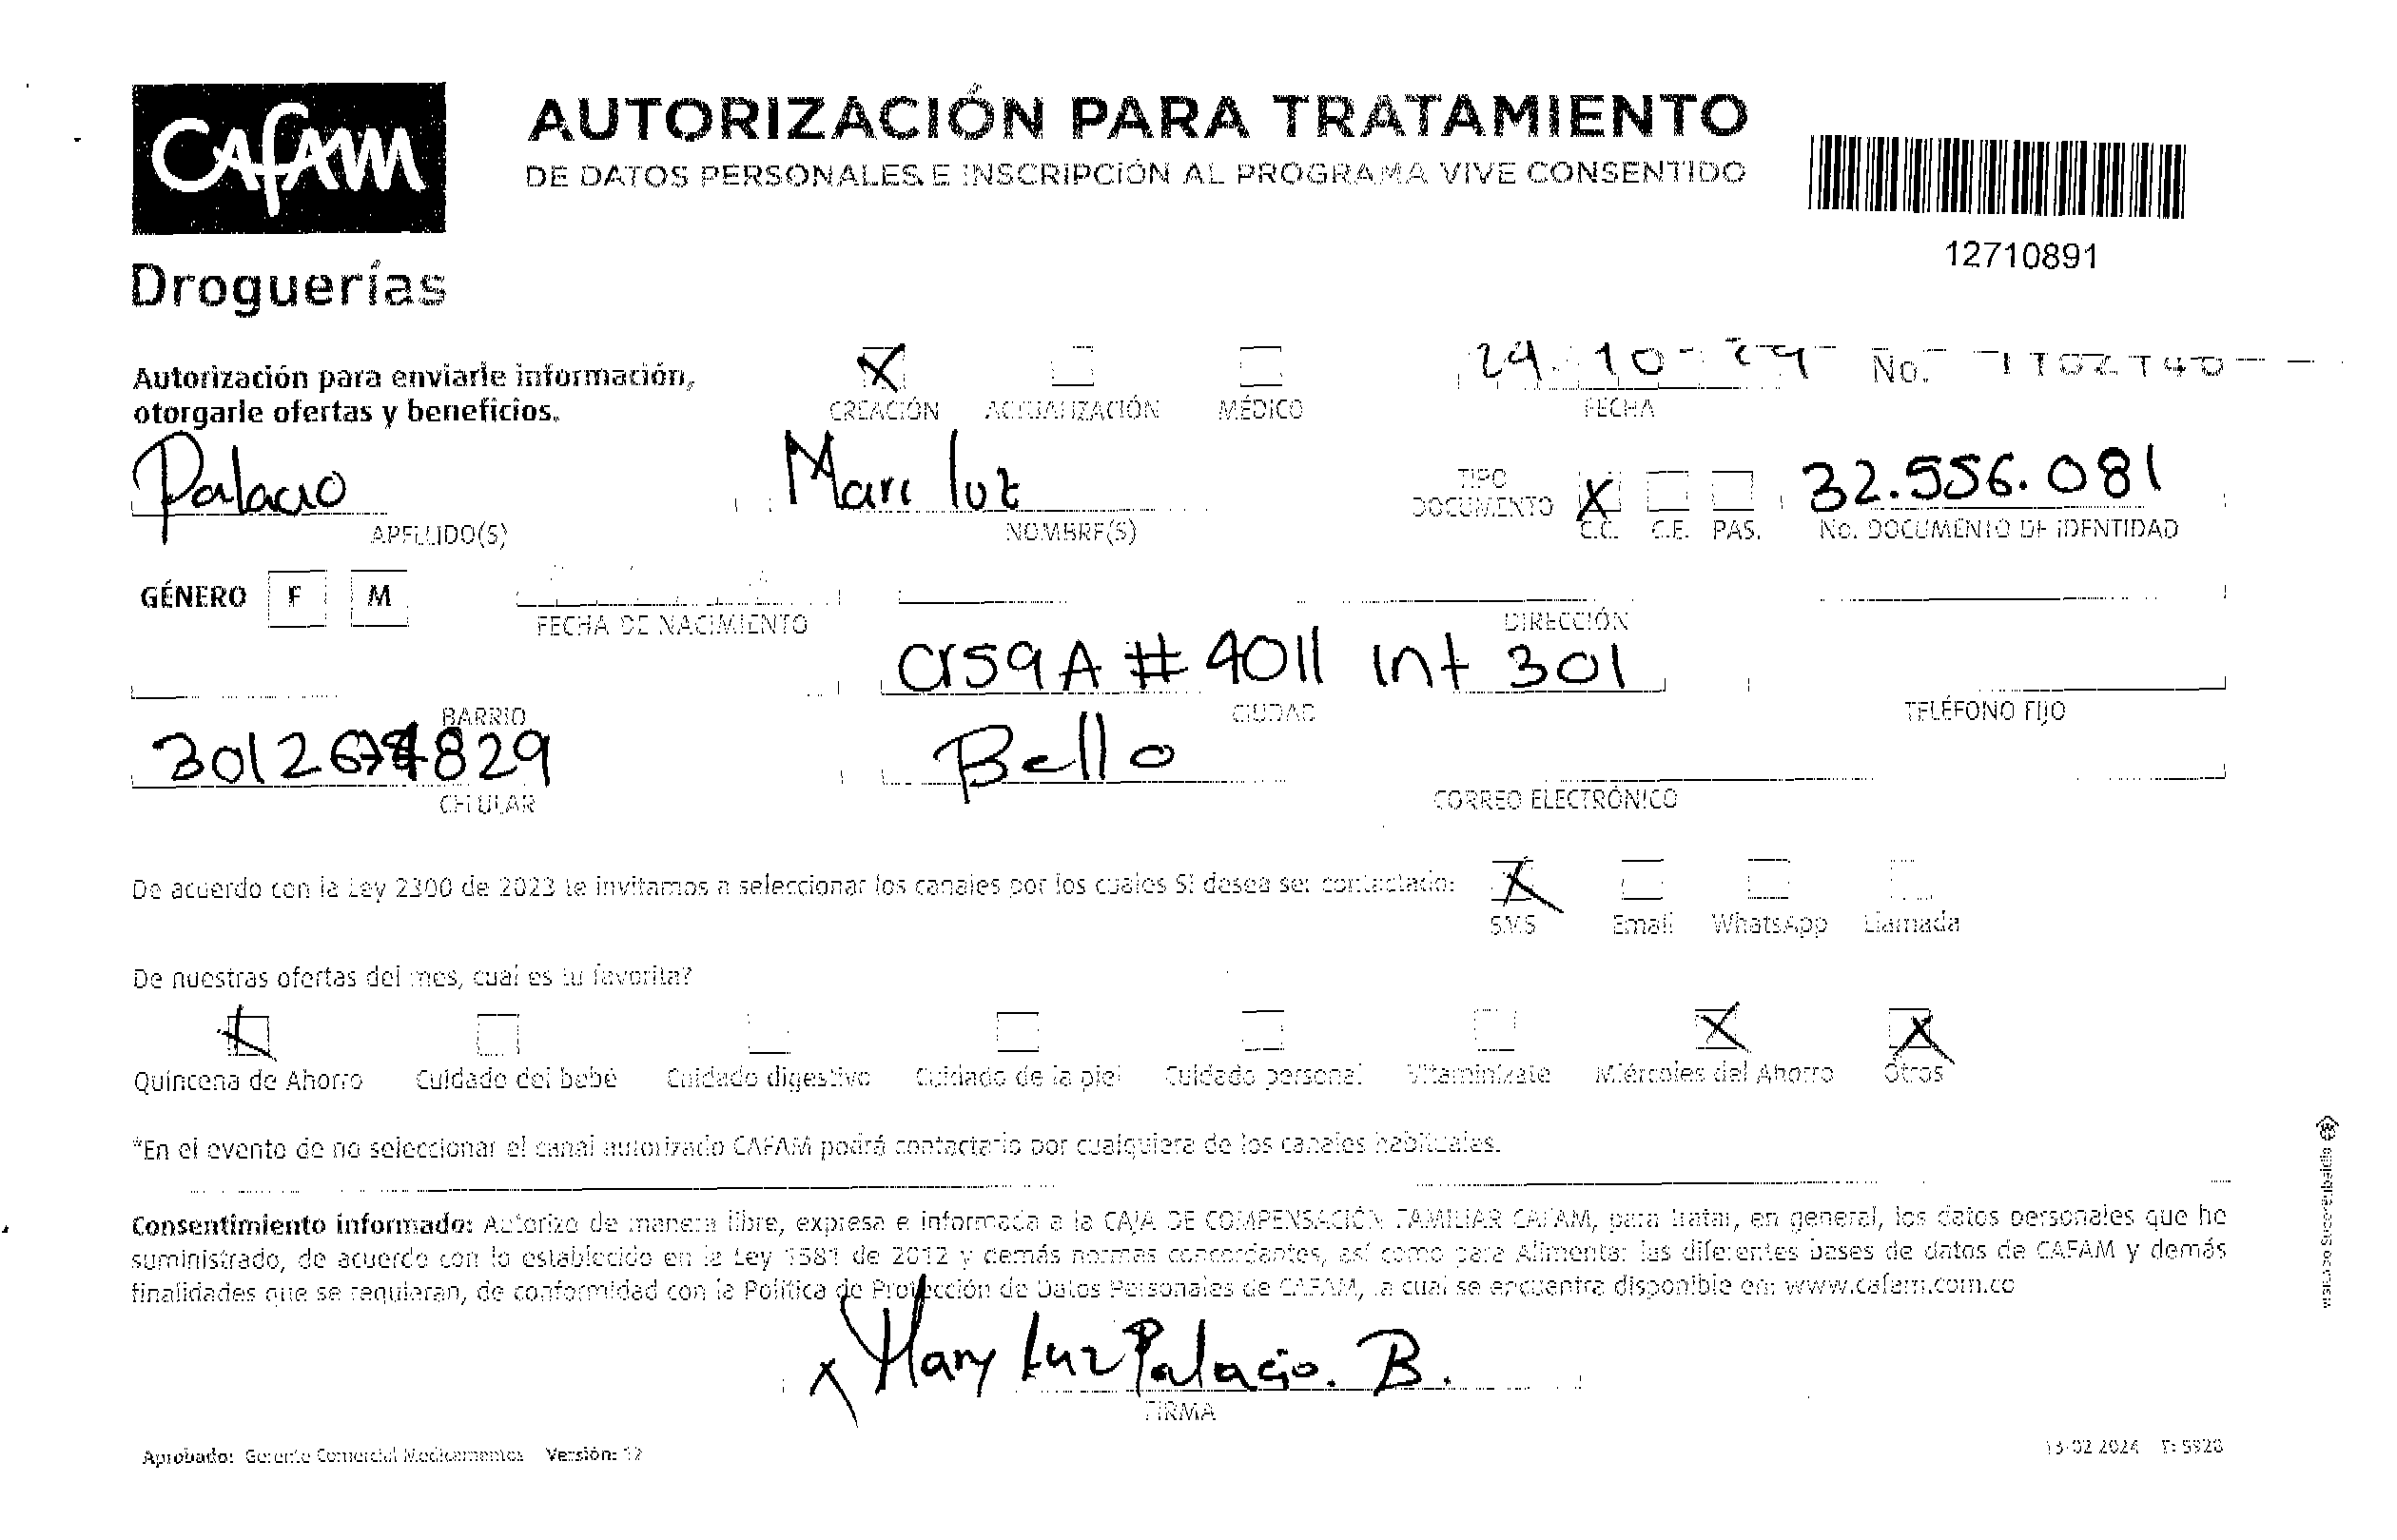 CAFAM
Droguerías
AUTORIZACIÓN PARA TRATAMIENTO
DE DATOS PERSONALES E INSCRIPCIÓN AL PROGRAMA VIVE CONSENTIDO
12710891
Autorización para enviarle información,
otorgarle ofertas y beneficios.
CREACIÓN ACTUALIZACIÓN MÉDICO
FECHA
No.
Palacio Mari luz
TIPO DOCUMENTO X 32.556.081
APELLIDO(S) NOMBRE(S) C.C. C.E. PAS. No. DOCUMENTO DE IDENTIDAD
GÉNERO F M
FECHA DE NACIMIENTO DIRECCIÓN
cr59A # 4011 Int 301
BARRIO CIUDAD TELÉFONO FIJO
Bello
CELULAR CORREO ELECTRÓNICO
De acuerdo con la Ley 2300 de 2023 te invitamos a seleccionar los canales por los cuales SI desea ser contactado:
SMS Email WhatsApp Llamada
De nuestras ofertas del mes, cual es tu favorita?
Quincena de Ahorro Cuidado del bebé Cuidado digestivo Cuidado de la piel Cuidado personal Vitaminízate Miércoles del Ahorro Otros
*En el evento de no seleccionar el canal autorizado CAFAM podrá contactarlo por cualquiera de los canales habituales.
Consentimiento informado: Autorizo de manera libre, expresa e informada a la CAJA DE COMPENSACIÓN FAMILIAR CAFAM, para tratar, en general, los datos personales que he
suministrado, de acuerdo con lo establecido en la Ley 1581 de 2012 y demás normas concordantes, así como para Alimentar las diferentes bases de datos de CAFAM y demás
finalidades que se requieran, de conformidad con la Política de Protección de Datos Personales de CAFAM, la cual se encuentra disponible en: www.cafam.com.co
X Mary Luz Palacio. B.
FIRMA
Aprobado: Gerente Comercial Medicamentos Versión: 12
13-02-2024
VIGILADO Supersubsidio